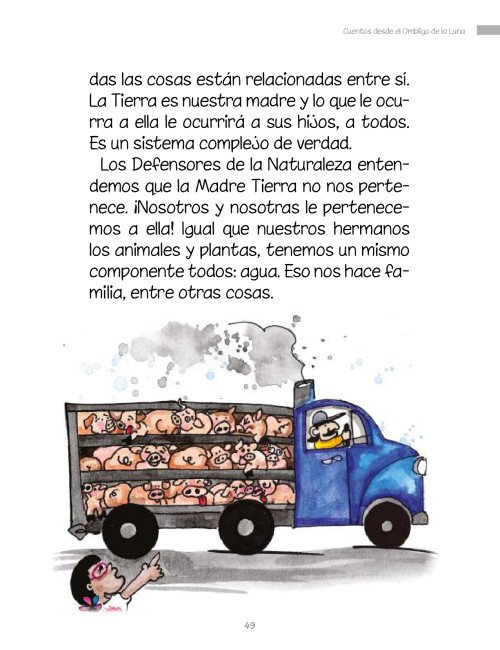 Cuentos desde el Ombligo de la Luna
das las cosas están relacionadas entre sí.
La Tierra es nuestra madre y lo que le ocu-
rra a ella le ocurrirá a sus hijos, a todos.
Es un sistema complejo de verdad.
Los Defensores de la Naturaleza enten-
demos que la Madre Tierra no nos perte-
nece. ¡Nosotros y nosotras le pertenece-
mos a ella! Igual que nuestros hermanos
los animales y plantas, tenemos un mismo
componente todos: agua. Eso nos hace fa-
milia, entre otras cosas.
49